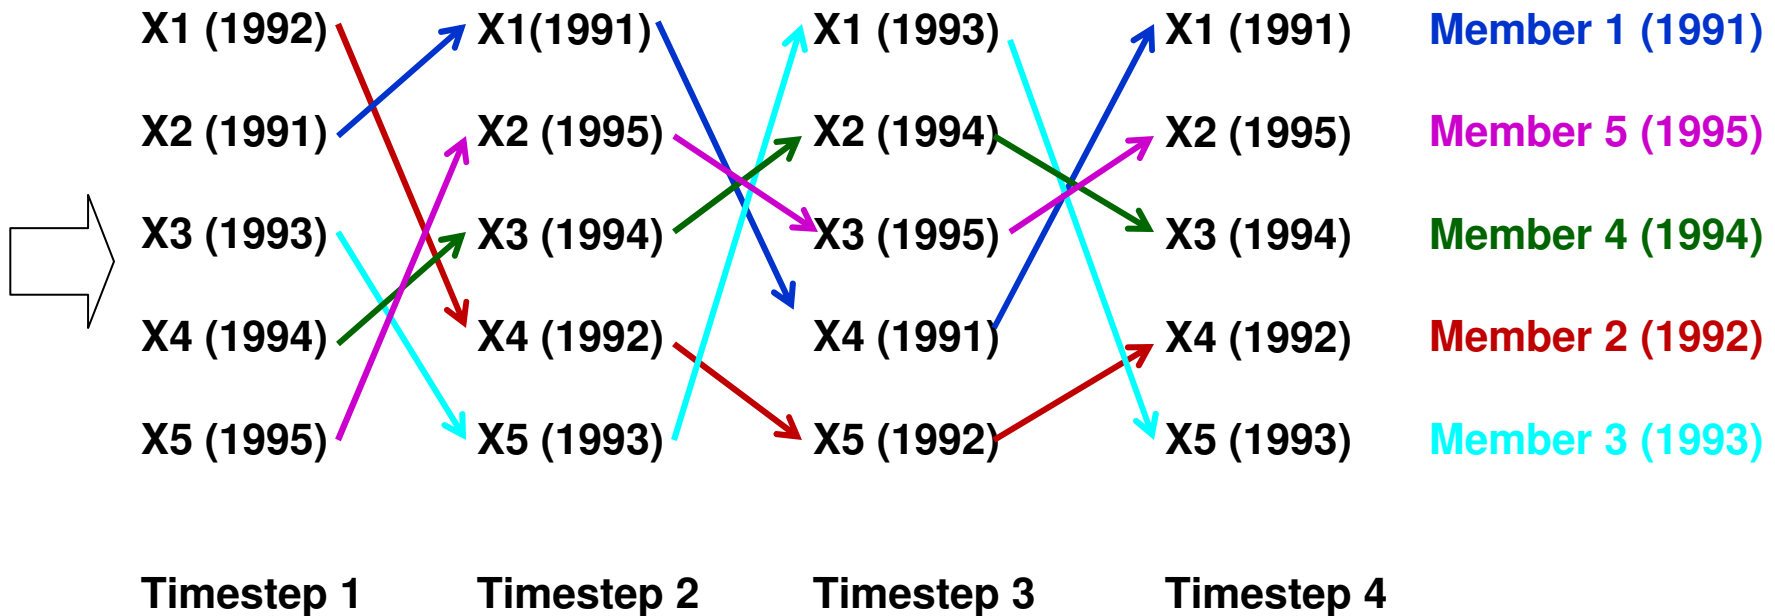 X1 (1992) X1(1991) X1 (1993) X1 (1991) Member 1 (1991)
X2 (1991) X2 (1995) X2 (1994) X2 (1995) Member 5 (1995)
X3 (1993) X3 (1994) X3 (1995) X3 (1994) Member 4 (1994)
X4 (1994) X4 (1992) X4 (1991) X4 (1992) Member 2 (1992)
X5 (1995) X5 (1993) X5 (1992) X5 (1993) Member 3 (1993)
Timestep 1 Timestep 2 Timestep 3 Timestep 4